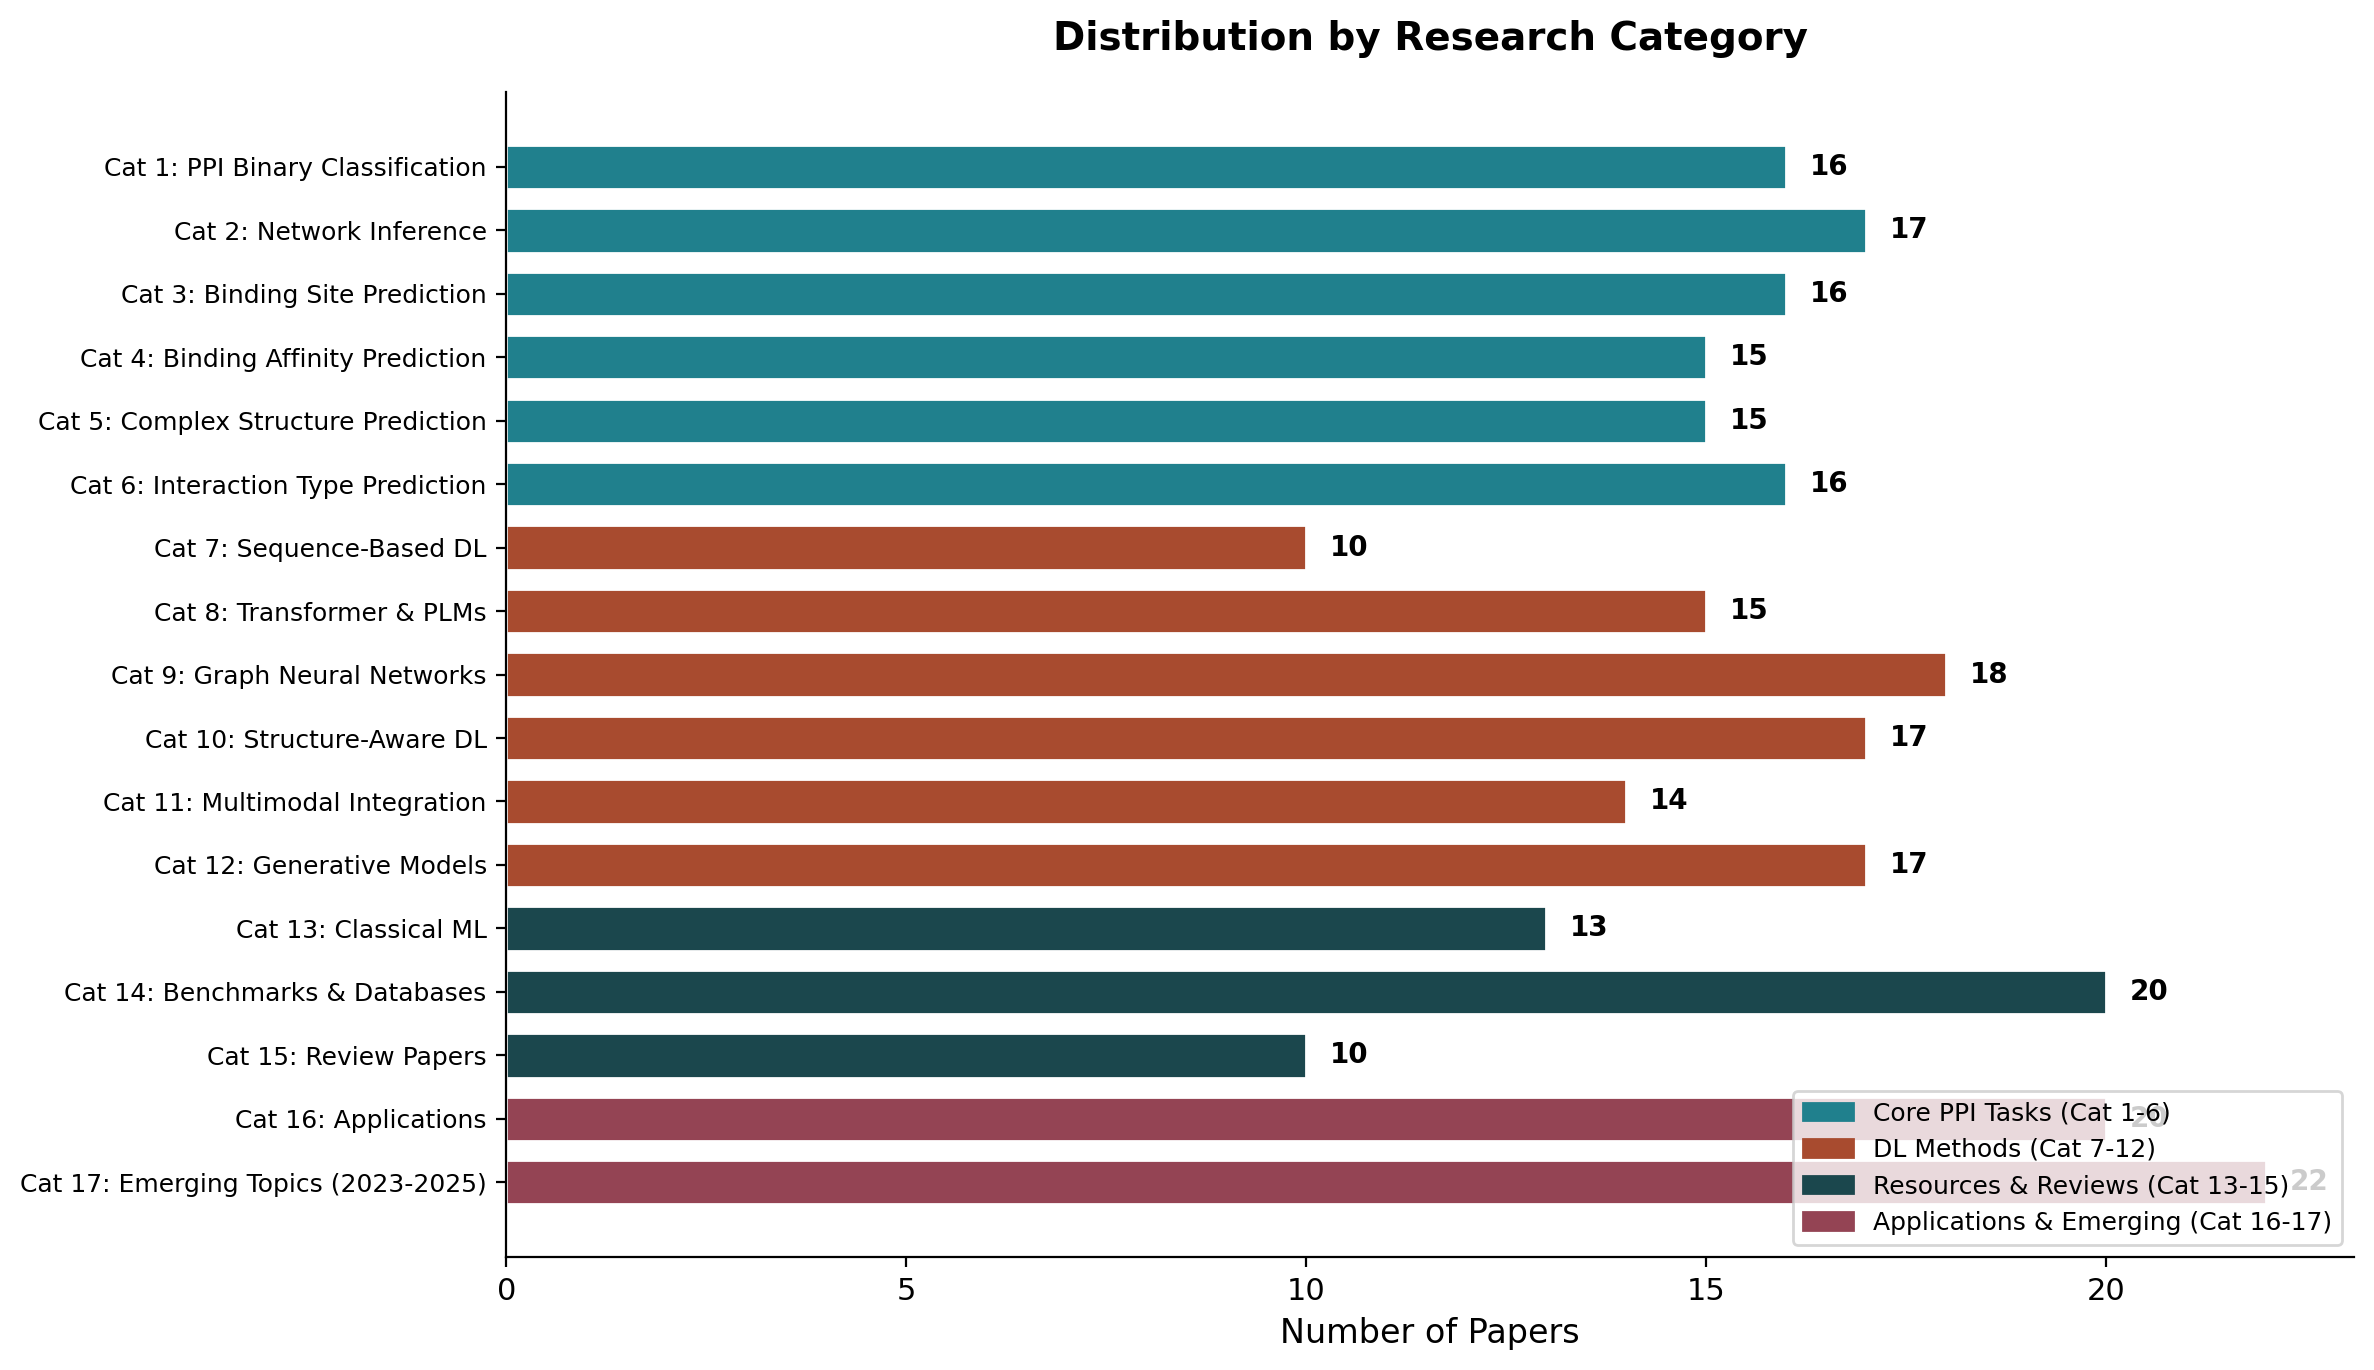 Distribution by Research Category
Cat 1: PPI Binary Classification 16
Cat 2: Network Inference 17
Cat 3: Binding Site Prediction 16
Cat 4: Binding Affinity Prediction 15
Cat 5: Complex Structure Prediction 15
Cat 6: Interaction Type Prediction 16
Cat 7: Sequence-Based DL 10
Cat 8: Transformer & PLMs 15
Cat 9: Graph Neural Networks 18
Cat 10: Structure-Aware DL 17
Cat 11: Multimodal Integration 14
Cat 12: Generative Models 17
Cat 13: Classical ML 13
Cat 14: Benchmarks & Databases 20
Cat 15: Review Papers 10
Cat 16: Applications 20
Cat 17: Emerging Topics (2023-2025) 22
Core PPI Tasks (Cat 1-6)
DL Methods (Cat 7-12)
Resources & Reviews (Cat 13-15)
Applications & Emerging (Cat 16-17)
0 5 10 15 20
Number of Papers